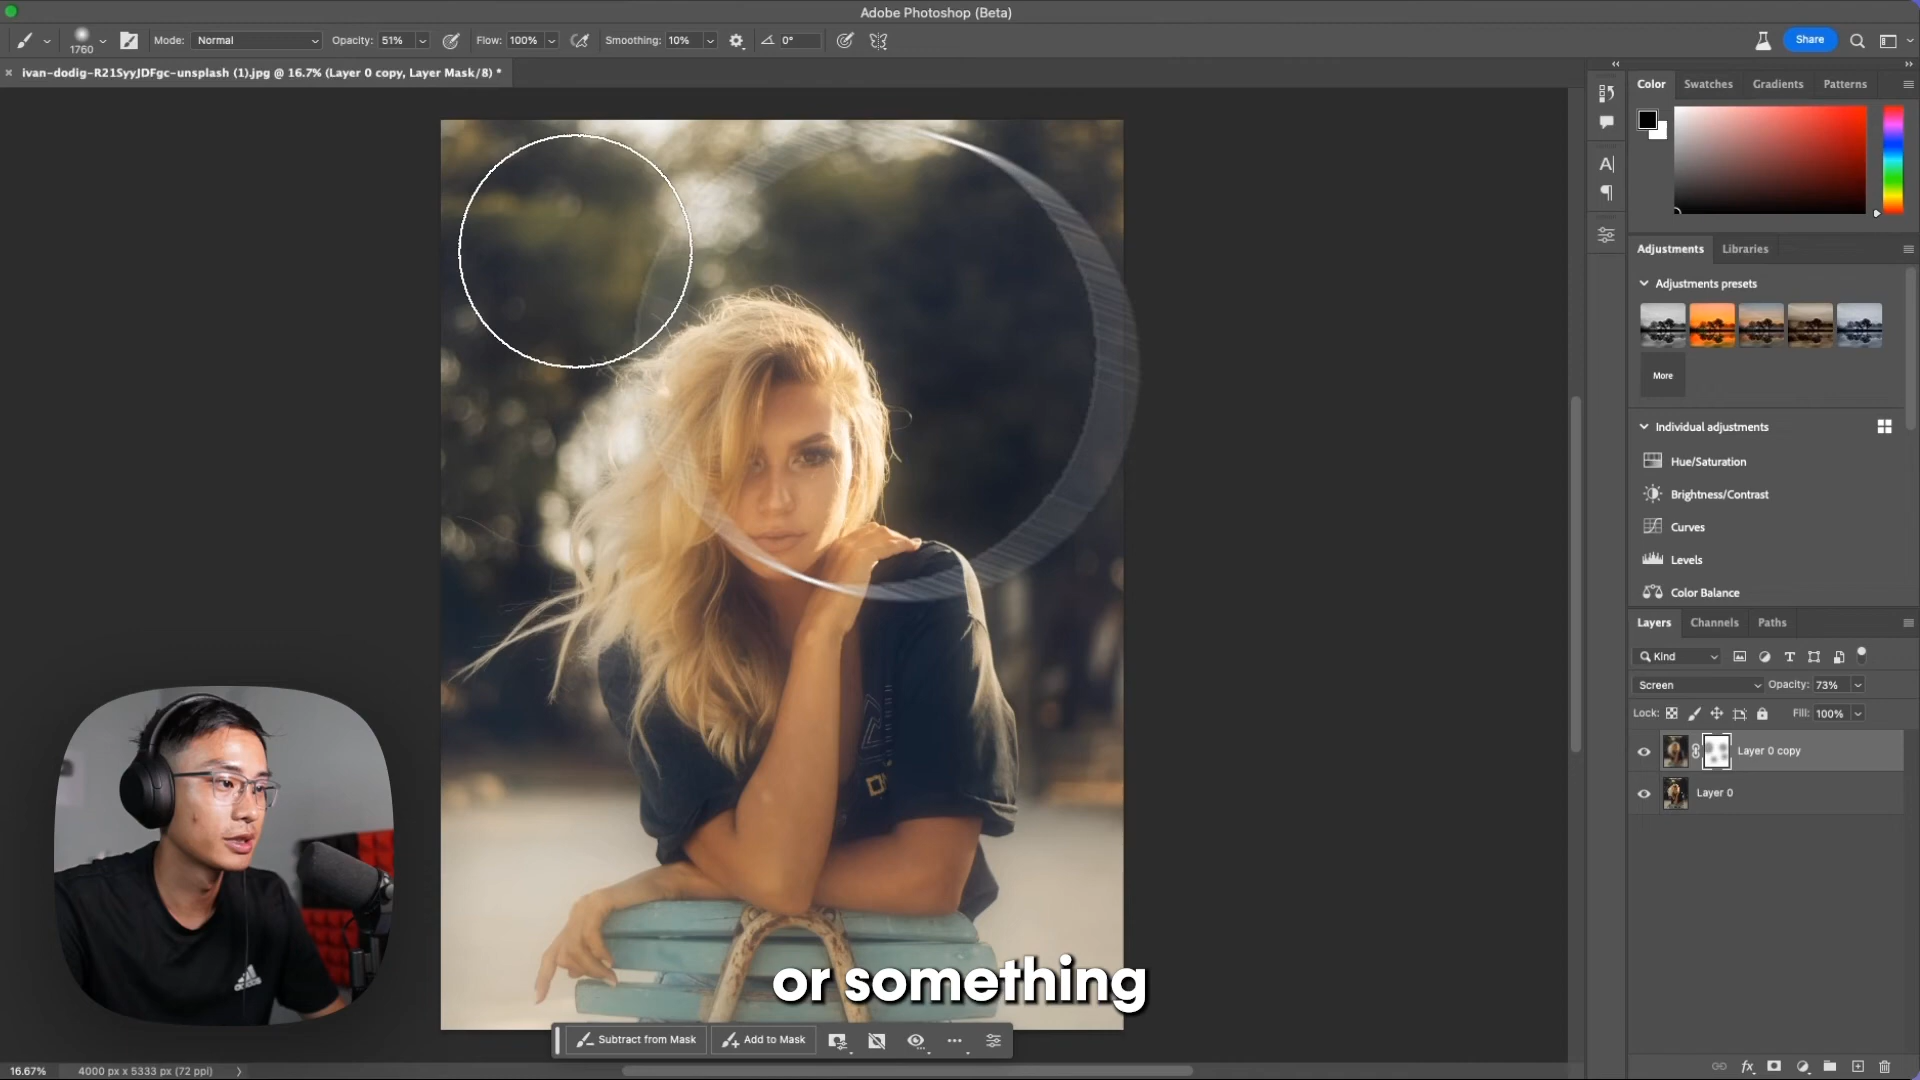 Adobe Photoshop (Beta)
1760 Mode: Normal Opacity: 51% Flow: 100% Smoothing: 10% 0° Share
ivan-dodig-R21SyyJDFgc-unsplash (1).jpg @ 16.7% (Layer 0 copy, Layer Mask/8) *
Color Swatches Gradients Patterns
Adjustments Libraries
Adjustments presets
More
Individual adjustments
Hue/Saturation
Brightness/Contrast
Curves
Levels
Color Balance
Layers Channels Paths
Kind
Screen Opacity: 73%
Lock: Fill: 100%
Layer 0 copy
Layer 0
or something
Subtract from Mask Add to Mask
16.67% 4000 px x 5333 px (72 ppi)